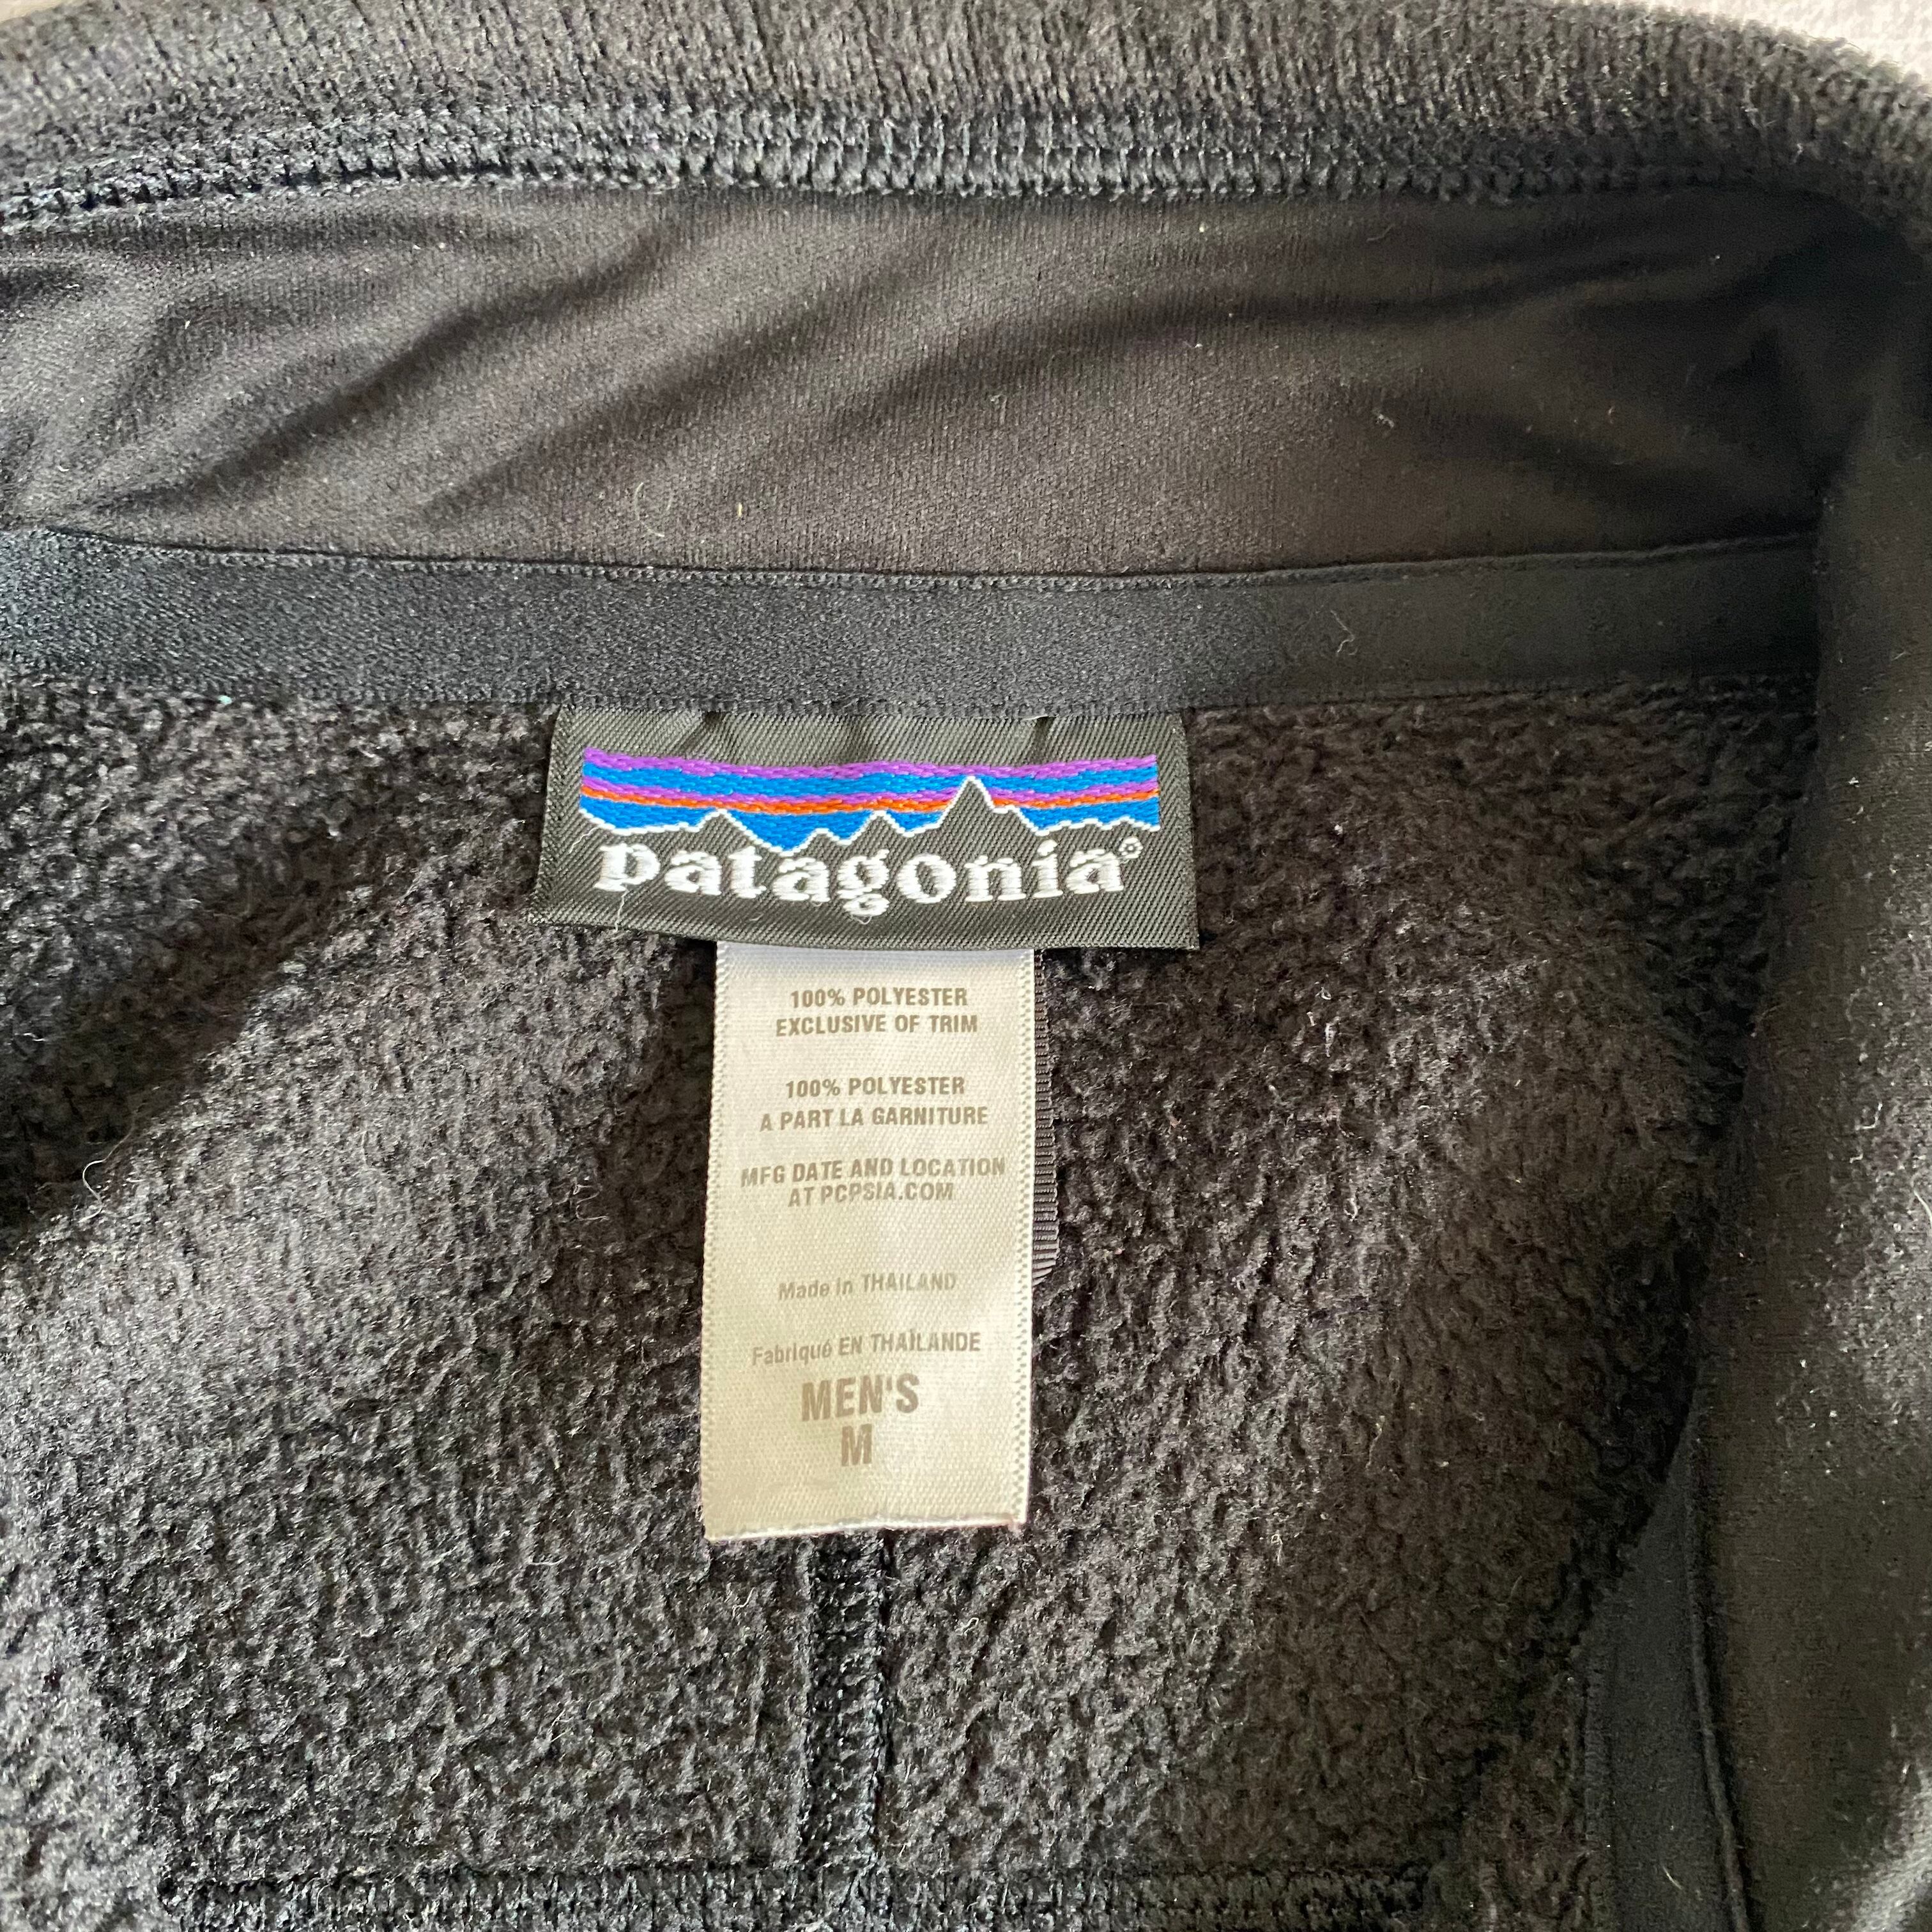 patagonia®
100% POLYESTER
EXCLUSIVE OF TRIM
100% POLYESTER
A PART LA GARNITURE
MFG DATE AND LOCATION
AT PCPSIA.COM
Made in THAILAND
Fabriqué EN THAÏLANDE
MEN'S
M